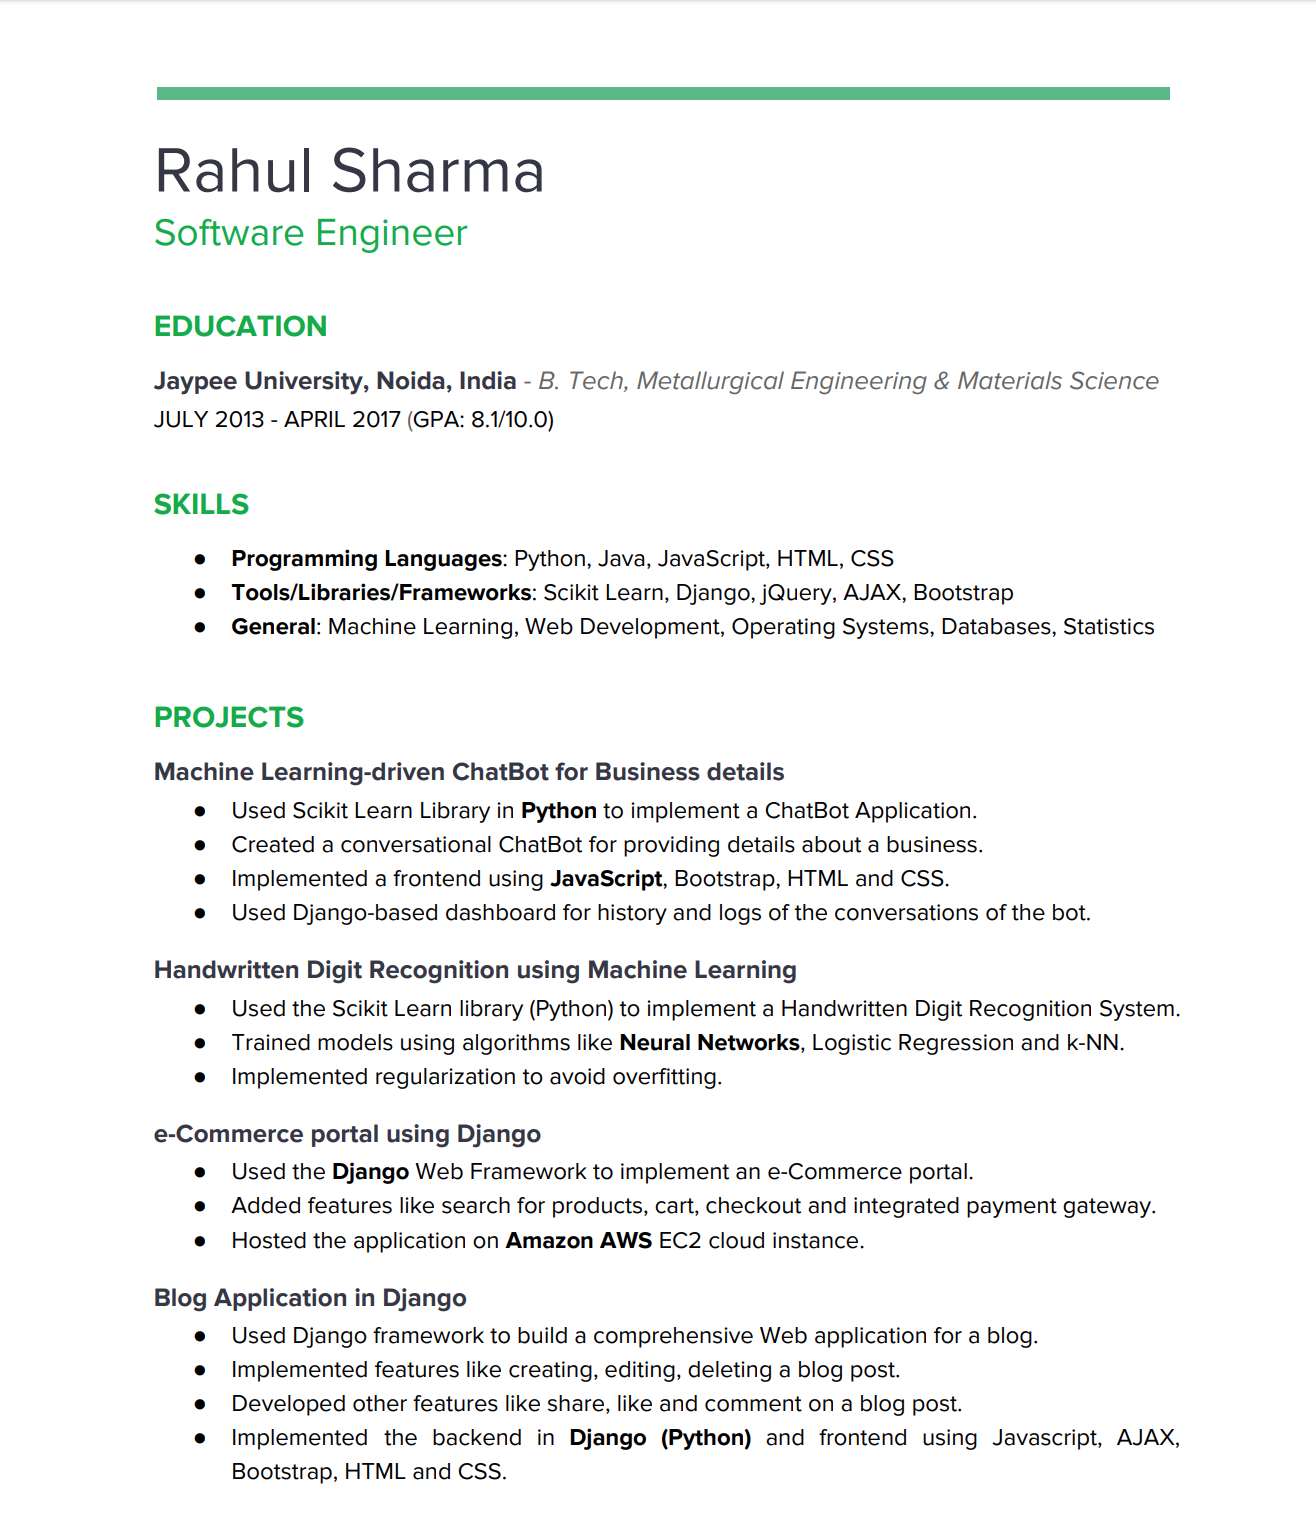 Rahul Sharma
Software Engineer
EDUCATION
Jaypee University, Noida, India - B. Tech, Metallurgical Engineering & Materials Science
JULY 2013 - APRIL 2017 (GPA: 8.1/10.0)
SKILLS
● Programming Languages: Python, Java, JavaScript, HTML, CSS
● Tools/Libraries/Frameworks: Scikit Learn, Django, jQuery, AJAX, Bootstrap
● General: Machine Learning, Web Development, Operating Systems, Databases, Statistics
PROJECTS
Machine Learning-driven ChatBot for Business details
● Used Scikit Learn Library in Python to implement a ChatBot Application.
● Created a conversational ChatBot for providing details about a business.
● Implemented a frontend using JavaScript, Bootstrap, HTML and CSS.
● Used Django-based dashboard for history and logs of the conversations of the bot.
Handwritten Digit Recognition using Machine Learning
● Used the Scikit Learn library (Python) to implement a Handwritten Digit Recognition System.
● Trained models using algorithms like Neural Networks, Logistic Regression and k-NN.
● Implemented regularization to avoid overfitting.
e-Commerce portal using Django
● Used the Django Web Framework to implement an e-Commerce portal.
● Added features like search for products, cart, checkout and integrated payment gateway.
● Hosted the application on Amazon AWS EC2 cloud instance.
Blog Application in Django
● Used Django framework to build a comprehensive Web application for a blog.
● Implemented features like creating, editing, deleting a blog post.
● Developed other features like share, like and comment on a blog post.
● Implemented the backend in Django (Python) and frontend using Javascript, AJAX,
Bootstrap, HTML and CSS.